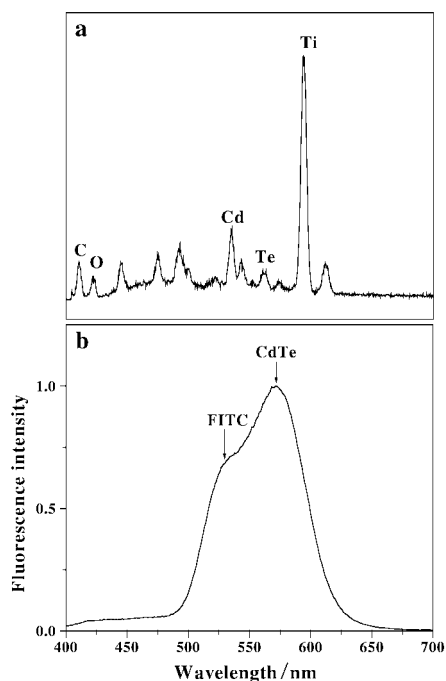 a
Ti
Cd
C
O
Te
b
CdTe
FITC
1.0
0.5
0.0
Fluorescence intensity
400 450 500 550 600 650 700
Wavelength/nm